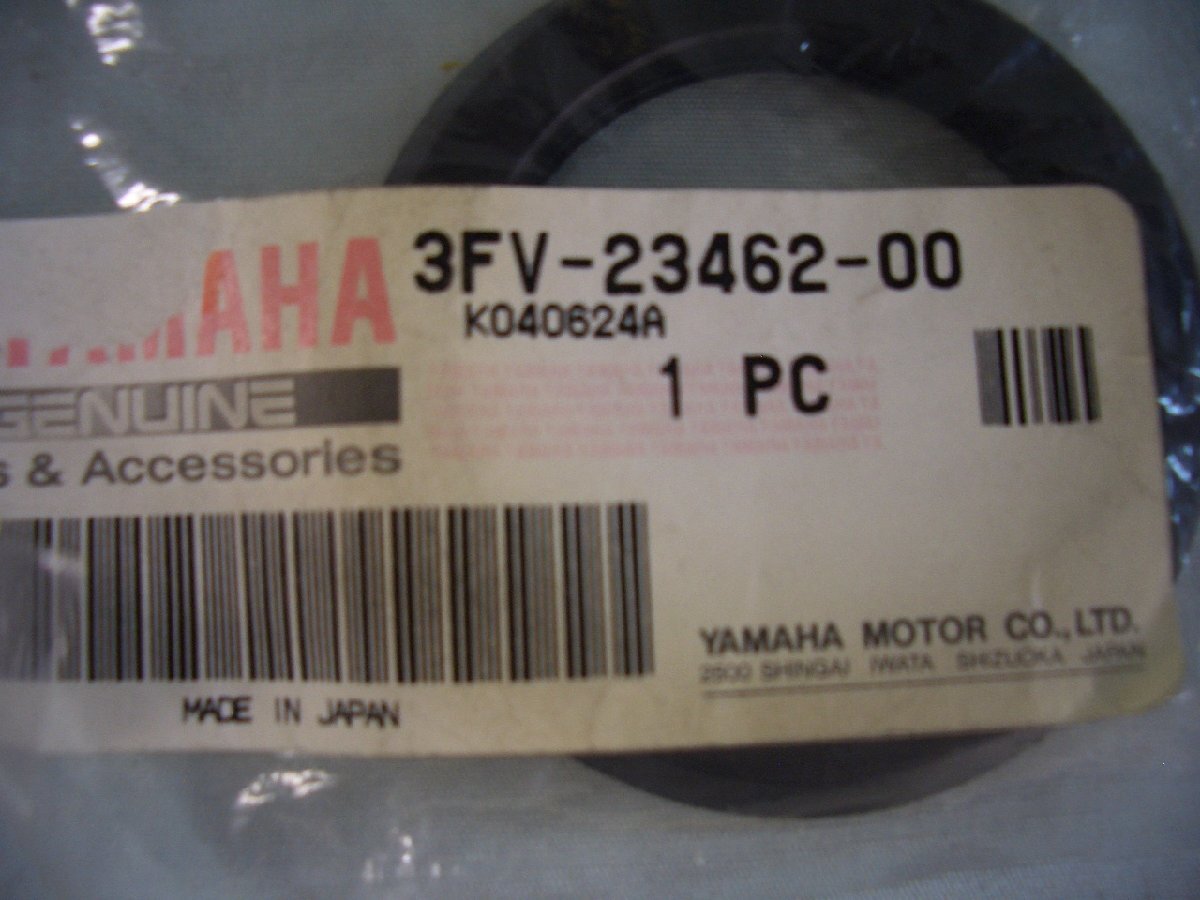 YAMAHA
3FV-23462-00
K040624A
1 PC
GENUINE
s & Accessories
MADE IN JAPAN
YAMAHA MOTOR CO., LTD.
2500 SHINGAI IWATA SHIZUOKA JAPAN